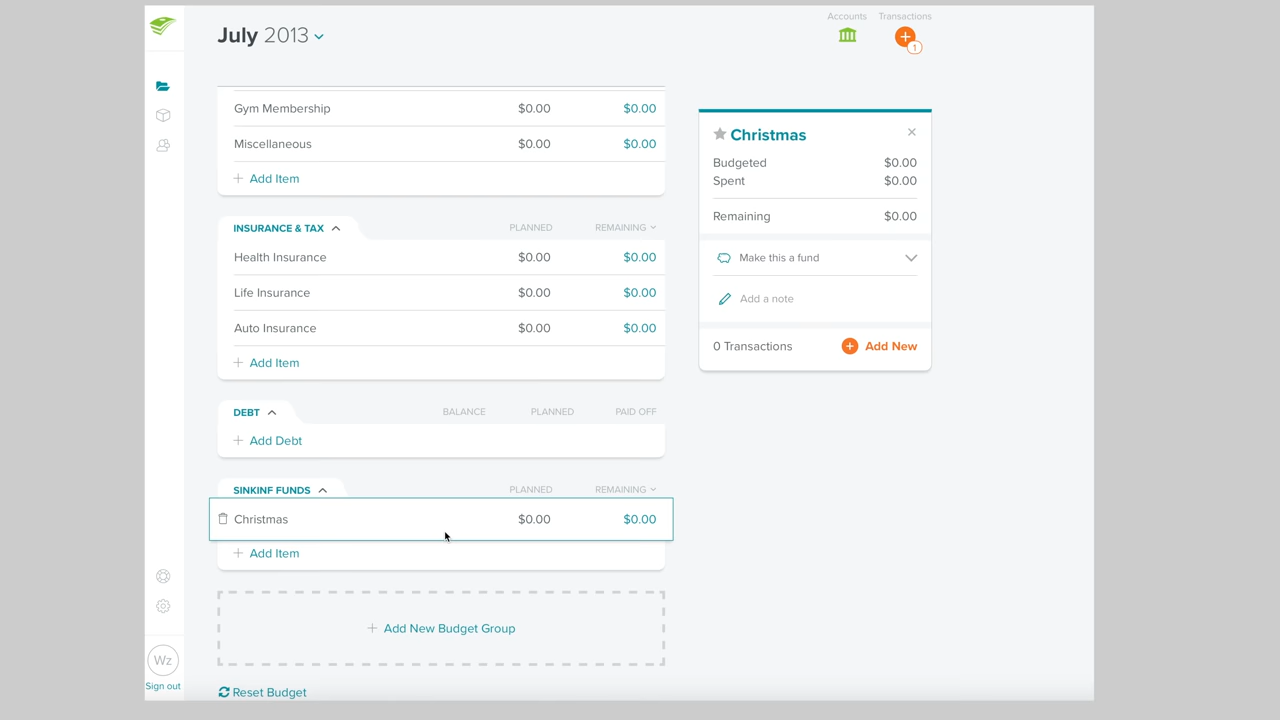 July 2013
Accounts
Transactions
1
Gym Membership $0.00 $0.00
Miscellaneous $0.00 $0.00
+ Add Item
INSURANCE & TAX PLANNED REMAINING
Health Insurance $0.00 $0.00
Life Insurance $0.00 $0.00
Auto Insurance $0.00 $0.00
+ Add Item
DEBT BALANCE PLANNED PAID OFF
+ Add Debt
SINKINF FUNDS PLANNED REMAINING
Christmas $0.00 $0.00
+ Add Item
+ Add New Budget Group
Reset Budget
Christmas
Budgeted $0.00
Spent $0.00
Remaining $0.00
Make this a fund
Add a note
0 Transactions + Add New
Wz
Sign out